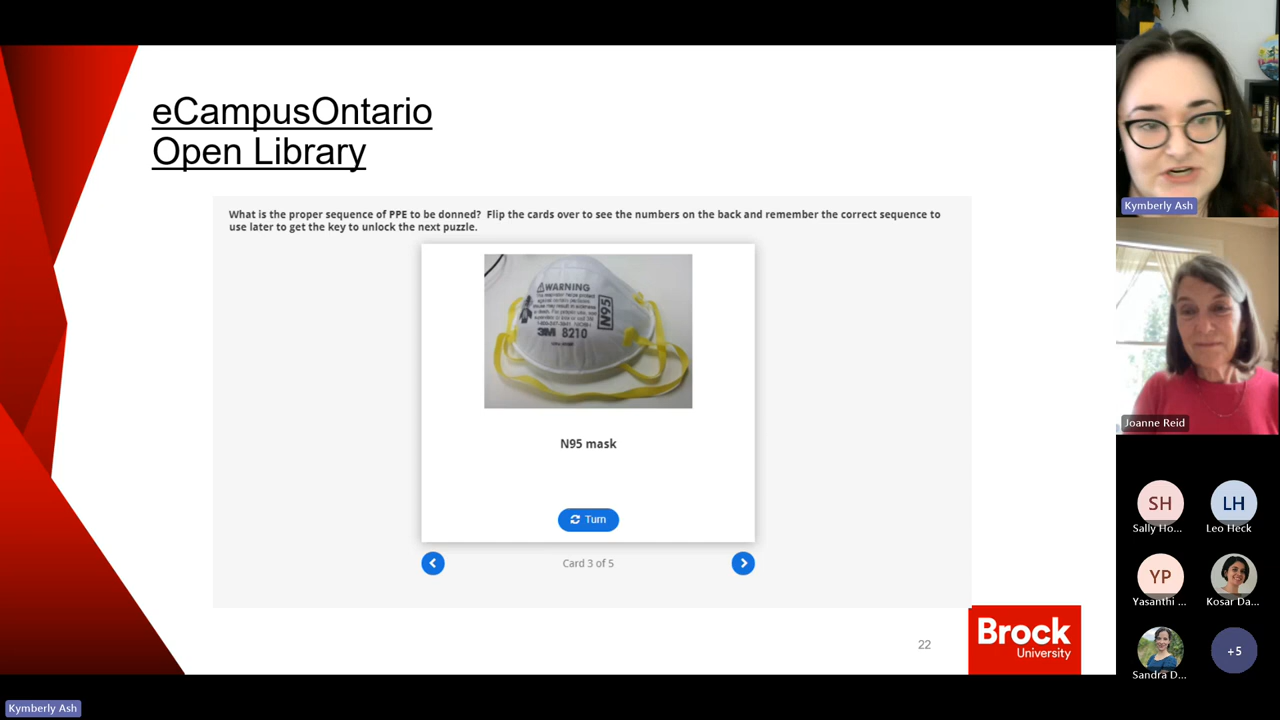 eCampusOntario
Open Library
What is the proper sequence of PPE to be donned? Flip the cards over to see the numbers on the back and remember the correct sequence to
use later to get the key to unlock the next puzzle.
WARNING
N95
3M 8210
N95 mask
Turn
Card 3 of 5
22
Brock
University
Kymberly Ash
Joanne Reid
SH
LH
Sally Ho...
Leo Heck
YP
Yasanthi ...
Kosar Da...
Sandra D...
+5
Kymberly Ash